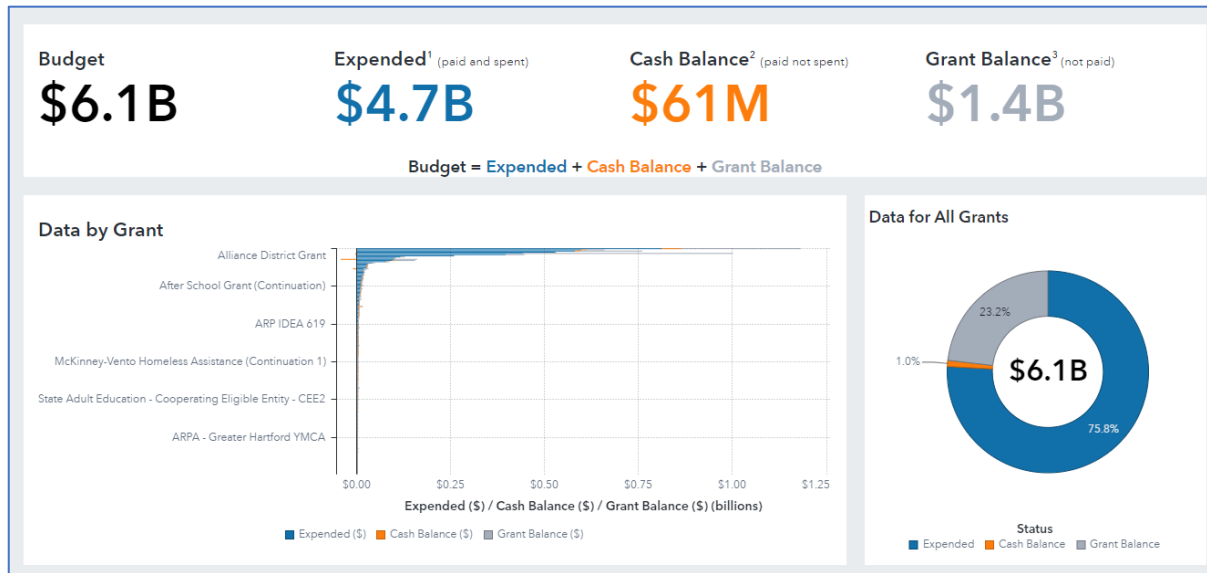 Budget
$6.1B
Expended¹ (paid and spent)
$4.7B
Cash Balance² (paid not spent)
$61M
Grant Balance³ (not paid)
$1.4B
Budget = Expended + Cash Balance + Grant Balance
Data by Grant
Alliance District Grant
After School Grant (Continuation)
ARP IDEA 619
McKinney-Vento Homeless Assistance (Continuation 1)
State Adult Education - Cooperating Eligible Entity - CEE2
ARPA - Greater Hartford YMCA
$0.00 $0.25 $0.50 $0.75 $1.00 $1.25
Expended ($) / Cash Balance ($) / Grant Balance ($) (billions)
Expended ($) Cash Balance ($) Grant Balance ($)
Data for All Grants
23.2%
1.0%
$6.1B
75.8%
Status
Expended Cash Balance Grant Balance